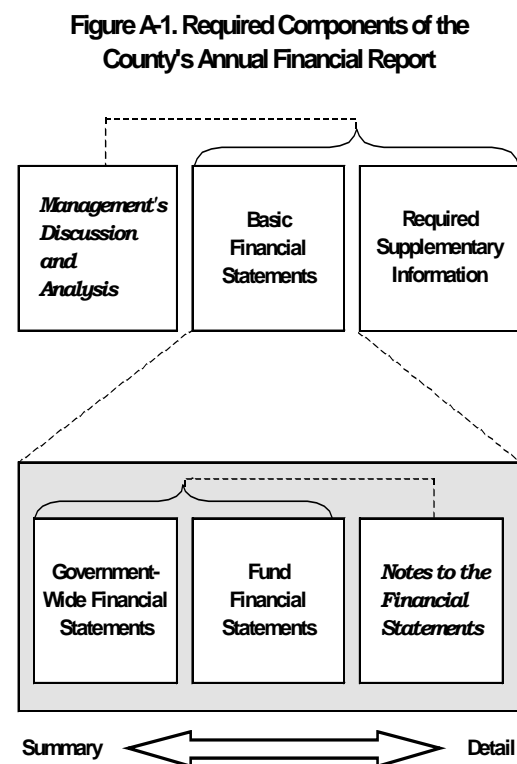 Figure A-1. Required Components of the
County's Annual Financial Report
Management's
Discussion
and
Analysis
Basic
Financial
Statements
Required
Supplementary
Information
Government-
Wide Financial
Statements
Fund
Financial
Statements
Notes to the
Financial
Statements
Summary
Detail